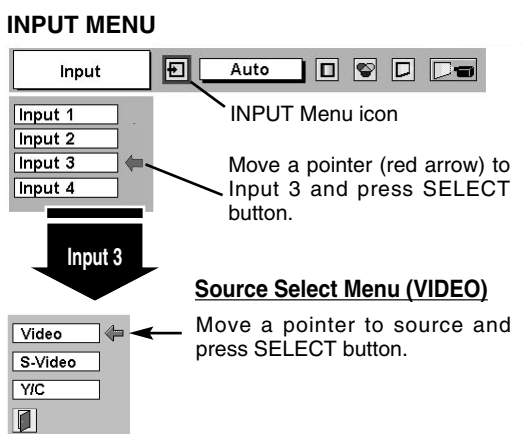 INPUT MENU
Input
Auto
INPUT Menu icon
Input 1
Input 2
Input 3
Input 4
Move a pointer (red arrow) to
Input 3 and press SELECT
button.
Input 3
Source Select Menu (VIDEO)
Move a pointer to source and
press SELECT button.
Video
S-Video
Y/C